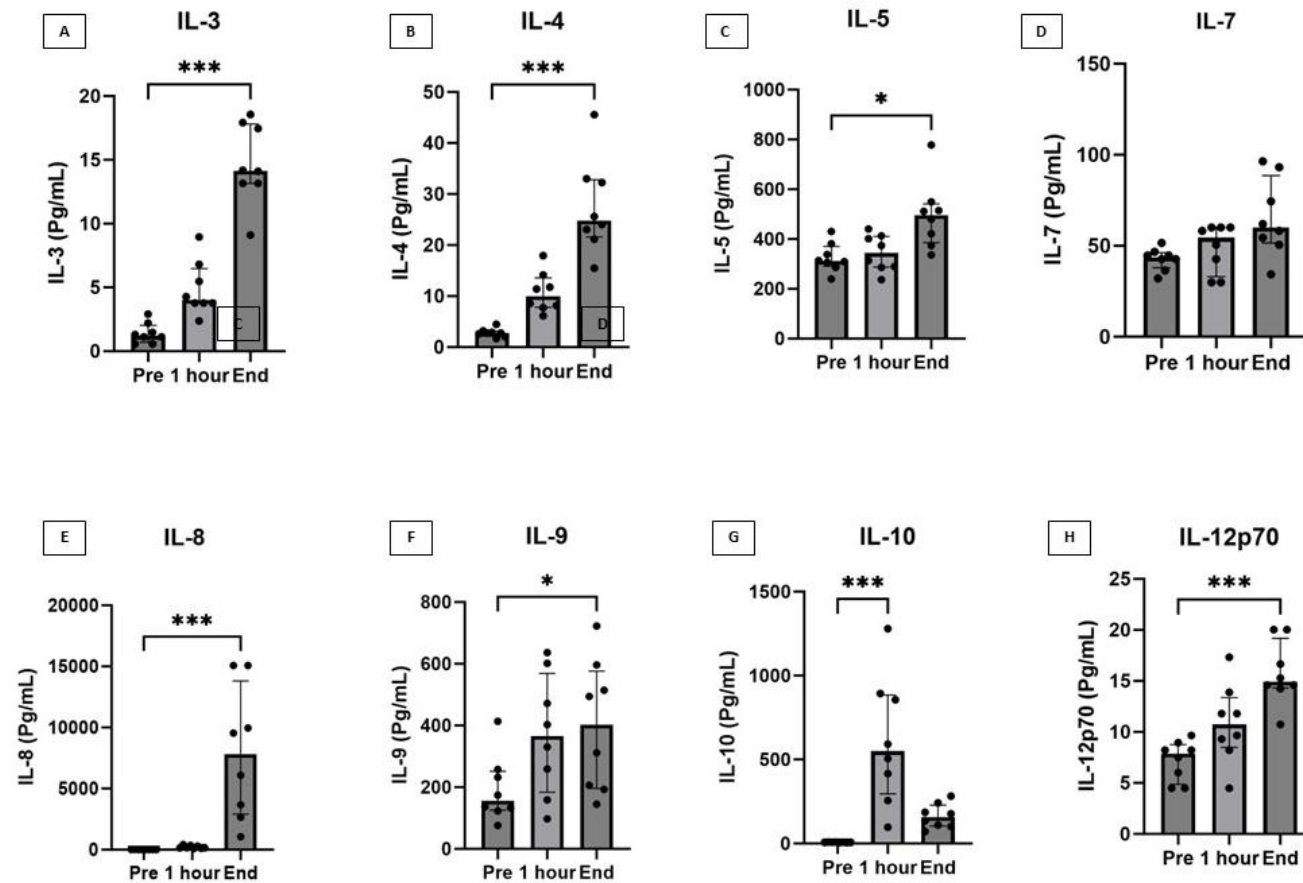 A
IL-3
***
IL-3 (Pg/mL)
20
15
10
5
0
C
Pre 1 hour End
B
IL-4
***
IL-4 (Pg/mL)
50
40
30
20
10
0
D
Pre 1 hour End
C
IL-5
*
IL-5 (Pg/mL)
1000
800
600
400
200
0
Pre 1 hour End
D
IL-7
IL-7 (Pg/mL)
150
100
50
0
Pre 1 hour End
E
IL-8
***
IL-8 (Pg/mL)
20000
15000
10000
5000
0
Pre 1 hour End
F
IL-9
*
IL-9 (Pg/mL)
800
600
400
200
0
Pre 1 hour End
G
IL-10
***
IL-10 (Pg/mL)
1500
1000
500
0
Pre 1 hour End
H
IL-12p70
***
IL-12p70 (Pg/mL)
25
20
15
10
5
0
Pre 1 hour End